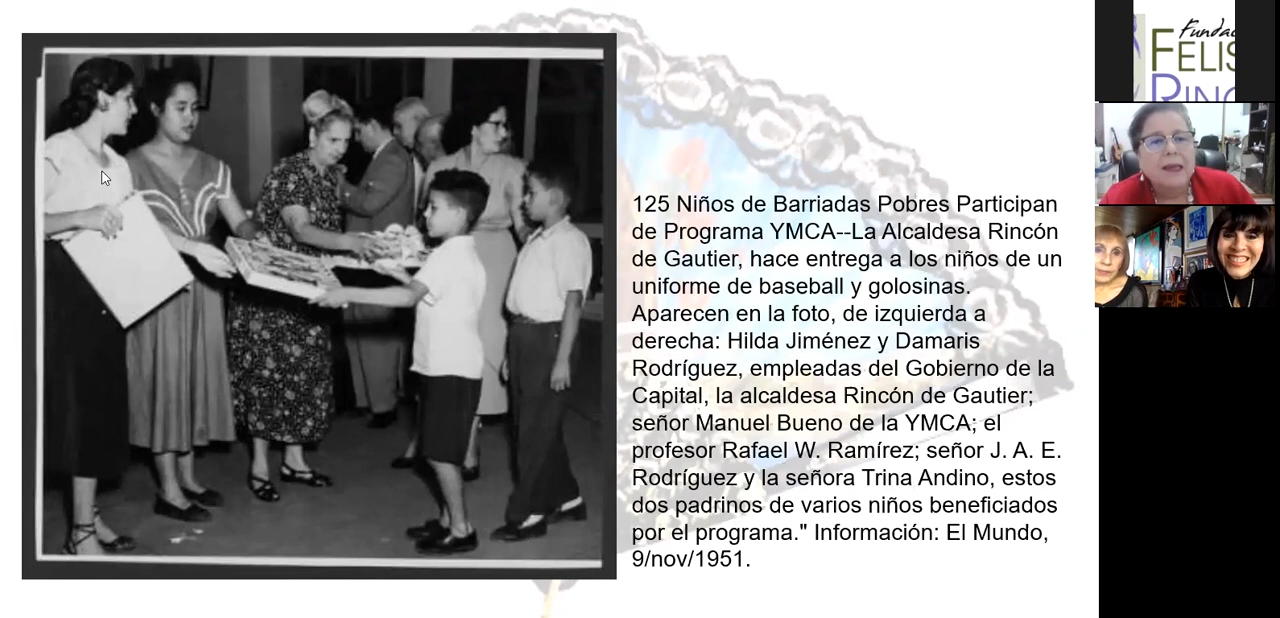 125 Niños de Barriadas Pobres Participan
de Programa YMCA--La Alcaldesa Rincón
de Gautier, hace entrega a los niños de un
uniforme de baseball y golosinas.
Aparecen en la foto, de izquierda a
derecha: Hilda Jiménez y Damaris
Rodríguez, empleadas del Gobierno de la
Capital, la alcaldesa Rincón de Gautier;
señor Manuel Bueno de la YMCA; el
profesor Rafael W. Ramírez; señor J. A. E.
Rodríguez y la señora Trina Andino, estos
dos padrinos de varios niños beneficiados
por el programa." Información: El Mundo,
9/nov/1951.
Fundac
FELIS
RINC